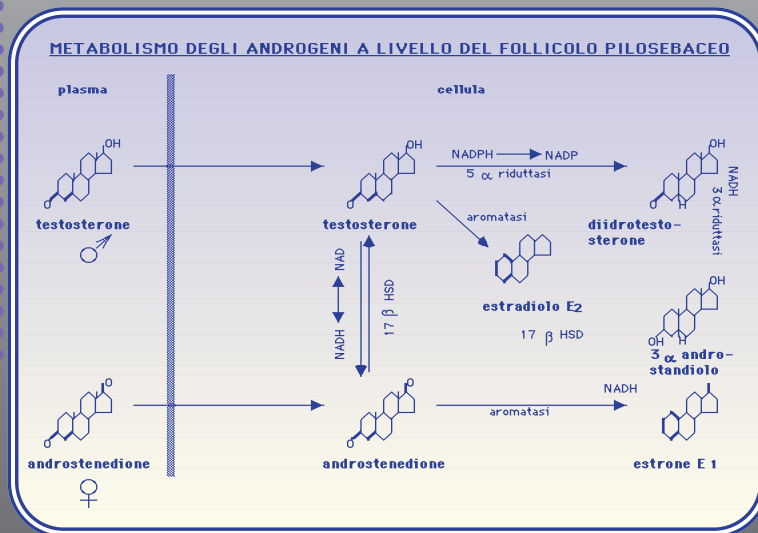 METABOLISMO DEGLI ANDROGENI A LIVELLO DEL FOLLICOLO PILOSEBACEO
plasma
cellula
OH
O
testosterone
OH
O
testosterone
NADPH
NADP
5 α riduttasi
OH
O
H
diidrotesto-
sterone
NADH
3 α riduttasi
aromatasi
estradiolo E2
17 β HSD
NAD
NADH
17 β HSD
OH
OH
H
3 α andro-
standiolo
O
O
androstenedione
O
O
androstenedione
aromatasi
NADH
estrone E 1